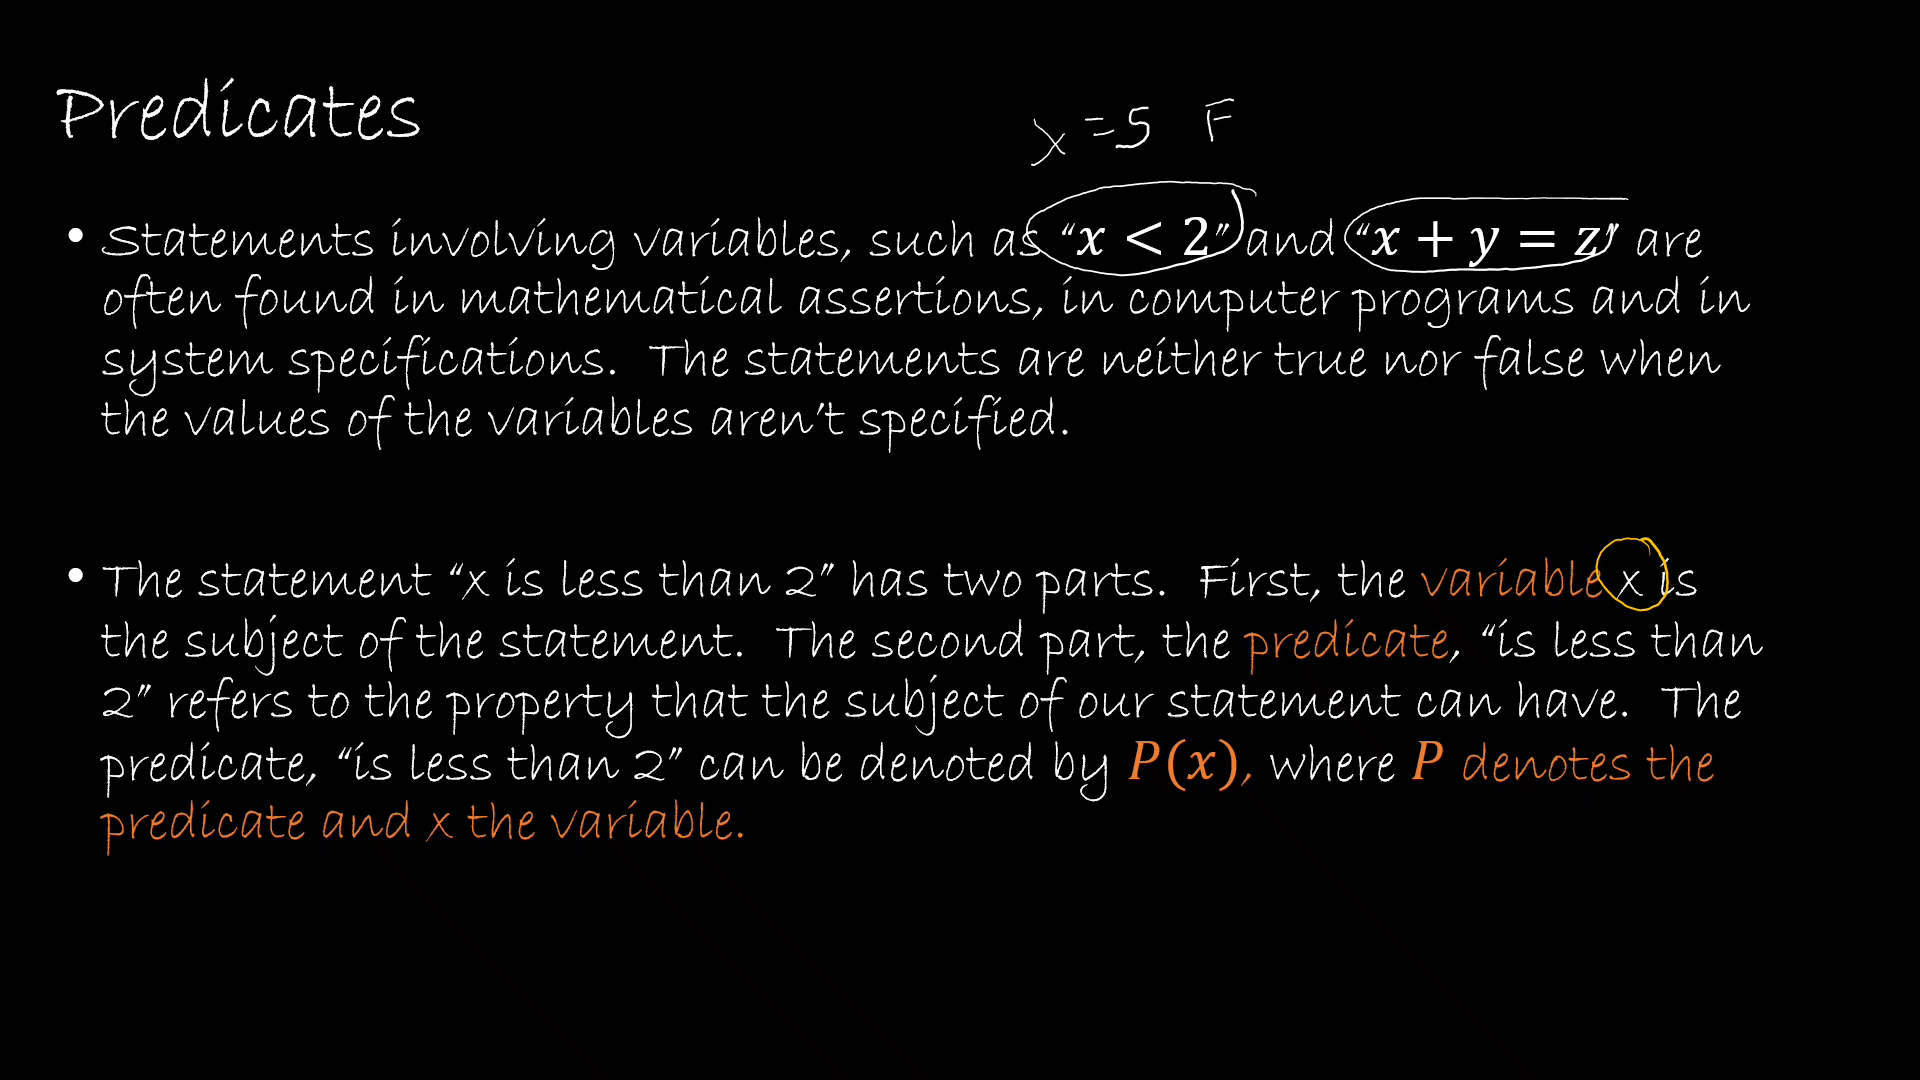 Predicates
x = 5 F
• Statements involving variables, such as “x < 2” and “x + y = z” are
often found in mathematical assertions, in computer programs and in
system specifications. The statements are neither true nor false when
the values of the variables aren’t specified.
• The statement “x is less than 2” has two parts. First, the variable x is
the subject of the statement. The second part, the predicate, “is less than
2” refers to the property that the subject of our statement can have. The
predicate, “is less than 2” can be denoted by P(x), where P denotes the
predicate and x the variable.